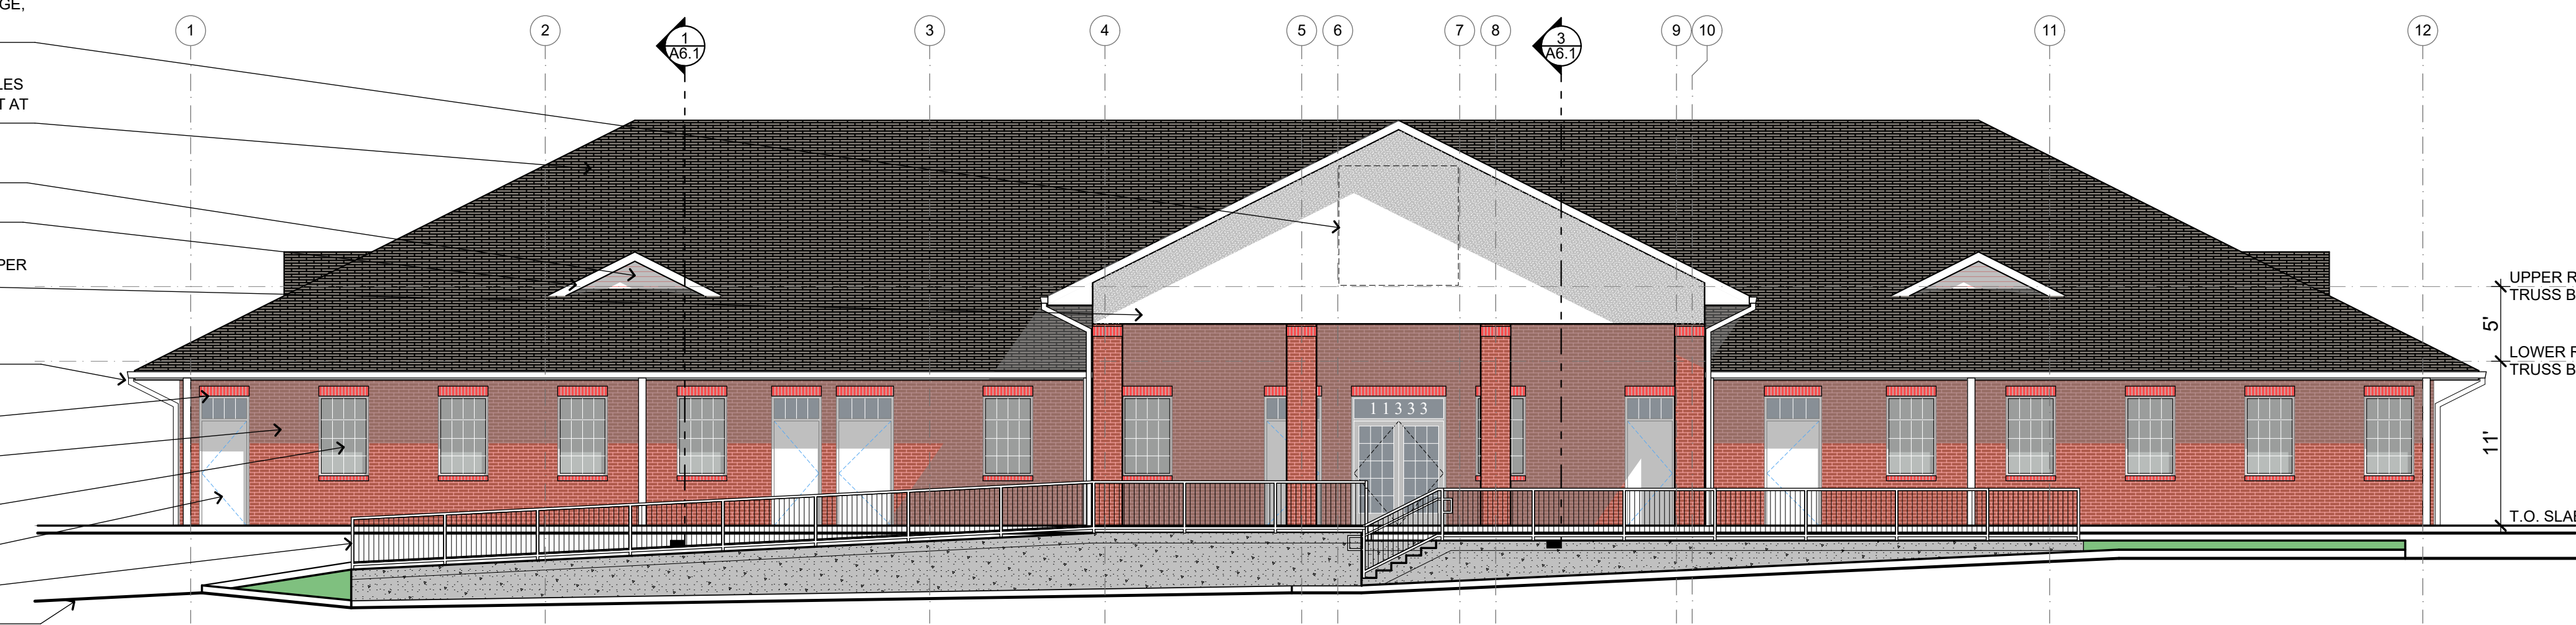 GE,
1 2 3 4 5 6 7 8 9 10 11 12
1
A6.1
3
A6.1
LES
T AT
PER
UPPER R
TRUSS B
5'
LOWER R
TRUSS B
11333
11'
T.O. SLAB